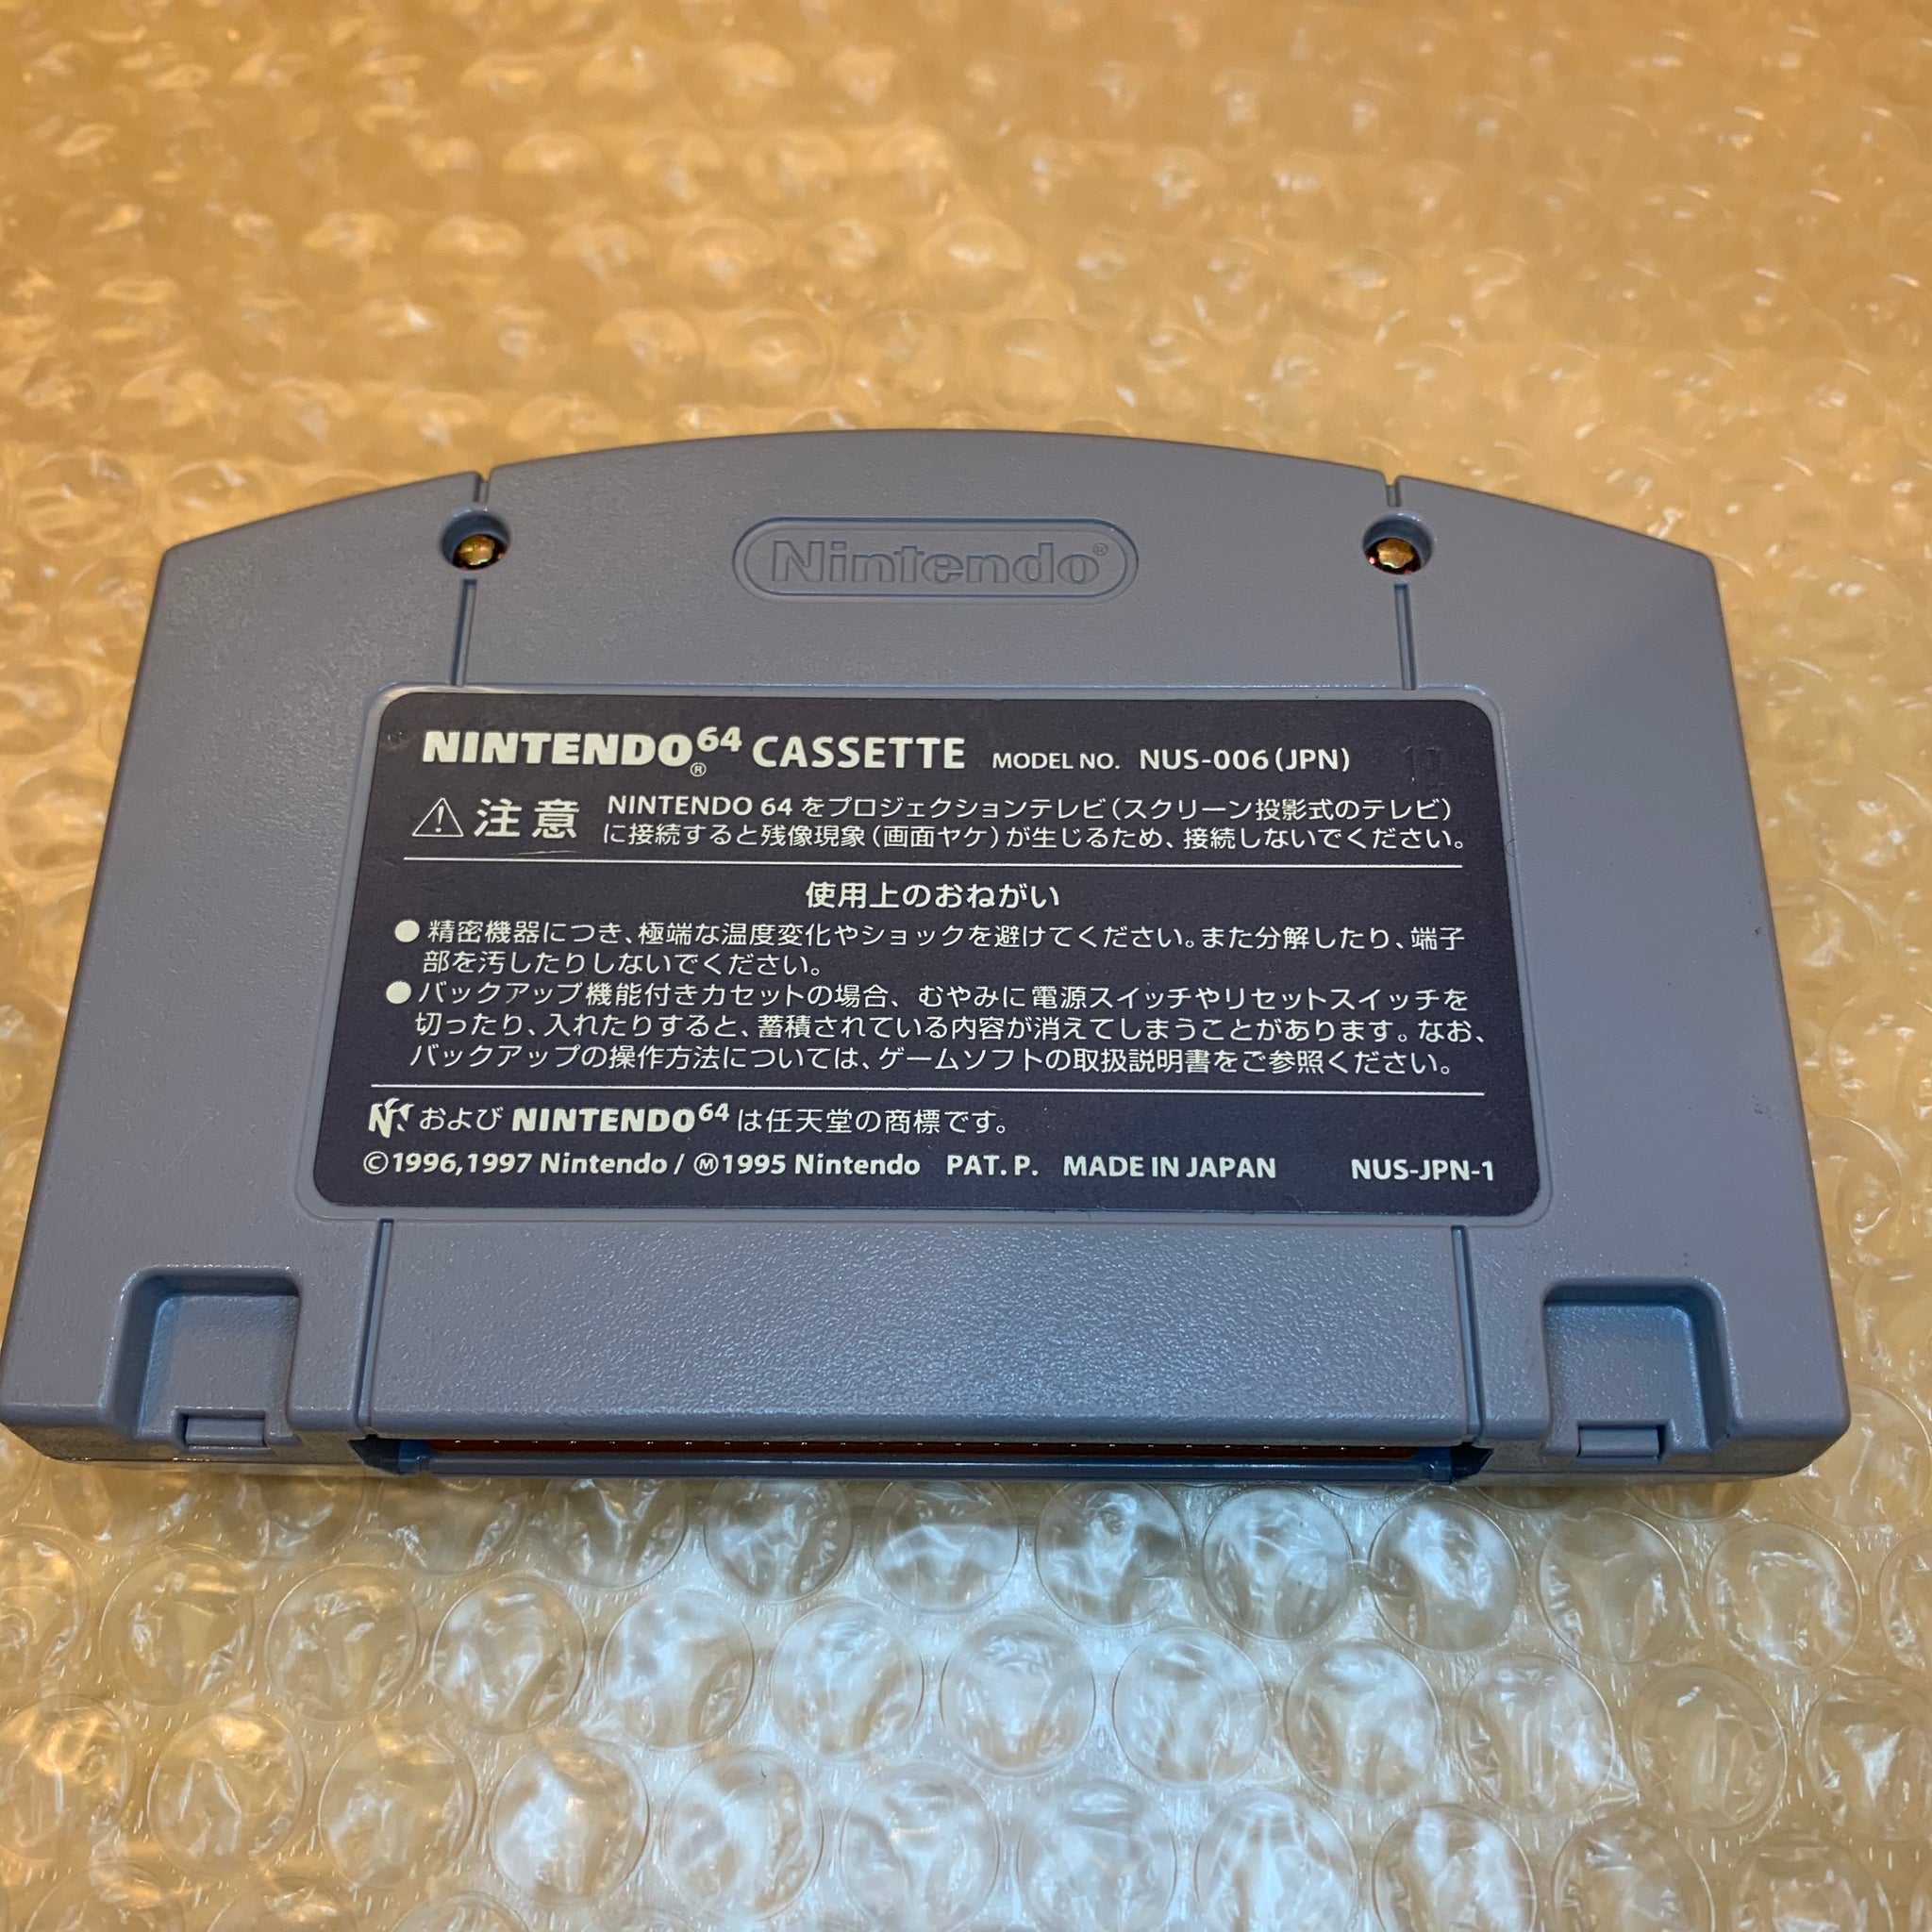 Nintendo®
NINTENDO64® CASSETTE MODEL NO. NUS-006(JPN) 10
⚠注意 NINTENDO 64 をプロジェクションテレビ(スクリーン投影式のテレビ)
に接続すると残像現象(画面ヤケ)が生じるため、接続しないでください。
使用上のおねがい
●精密機器につき、極端な温度変化やショックを避けてください。また分解したり、端子
部を汚したりしないでください。
●バックアップ機能付きカセットの場合、むやみに電源スイッチやリセットスイッチを
切ったり、入れたりすると、蓄積されている内容が消えてしまうことがあります。なお、
バックアップの操作方法については、ゲームソフトの取扱説明書をご参照ください。
N および NINTENDO64 は任天堂の商標です。
©1996,1997 Nintendo / Ⓜ1995 Nintendo PAT. P. MADE IN JAPAN NUS-JPN-1